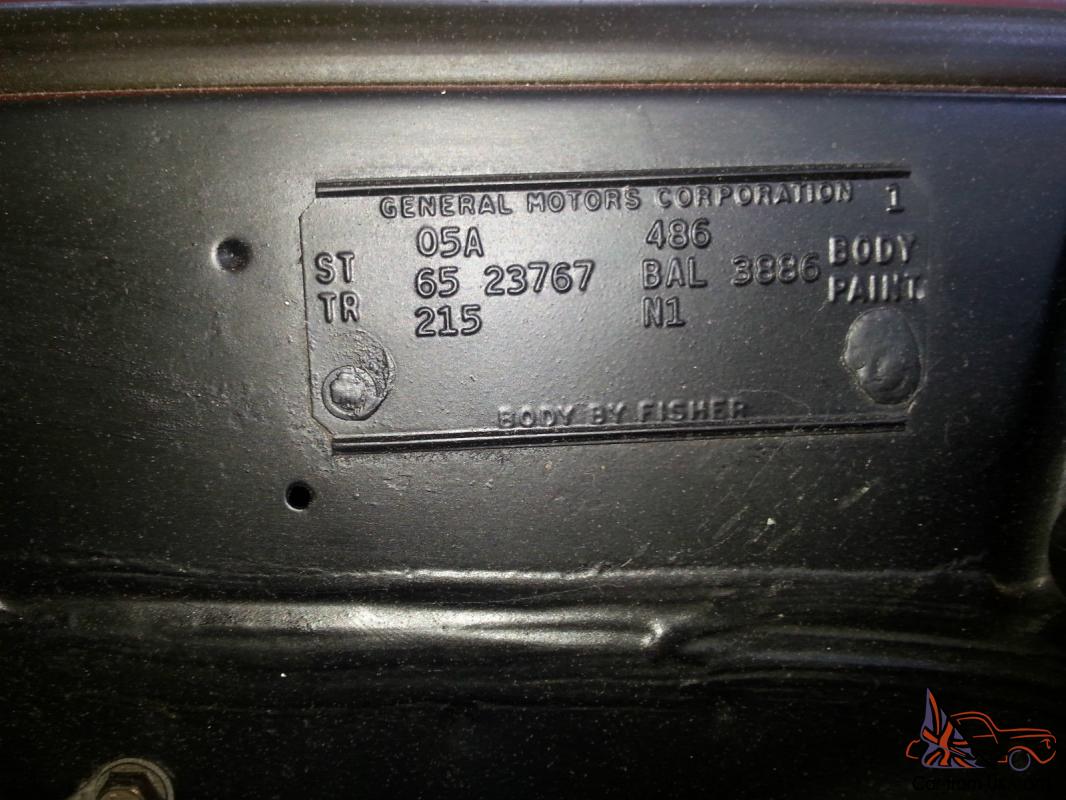 GENERAL MOTORS CORPORATION 1
05A 486
ST 65 23767 BAL 3886 BODY
TR 215 N1 PAINT
BODY BY FISHER